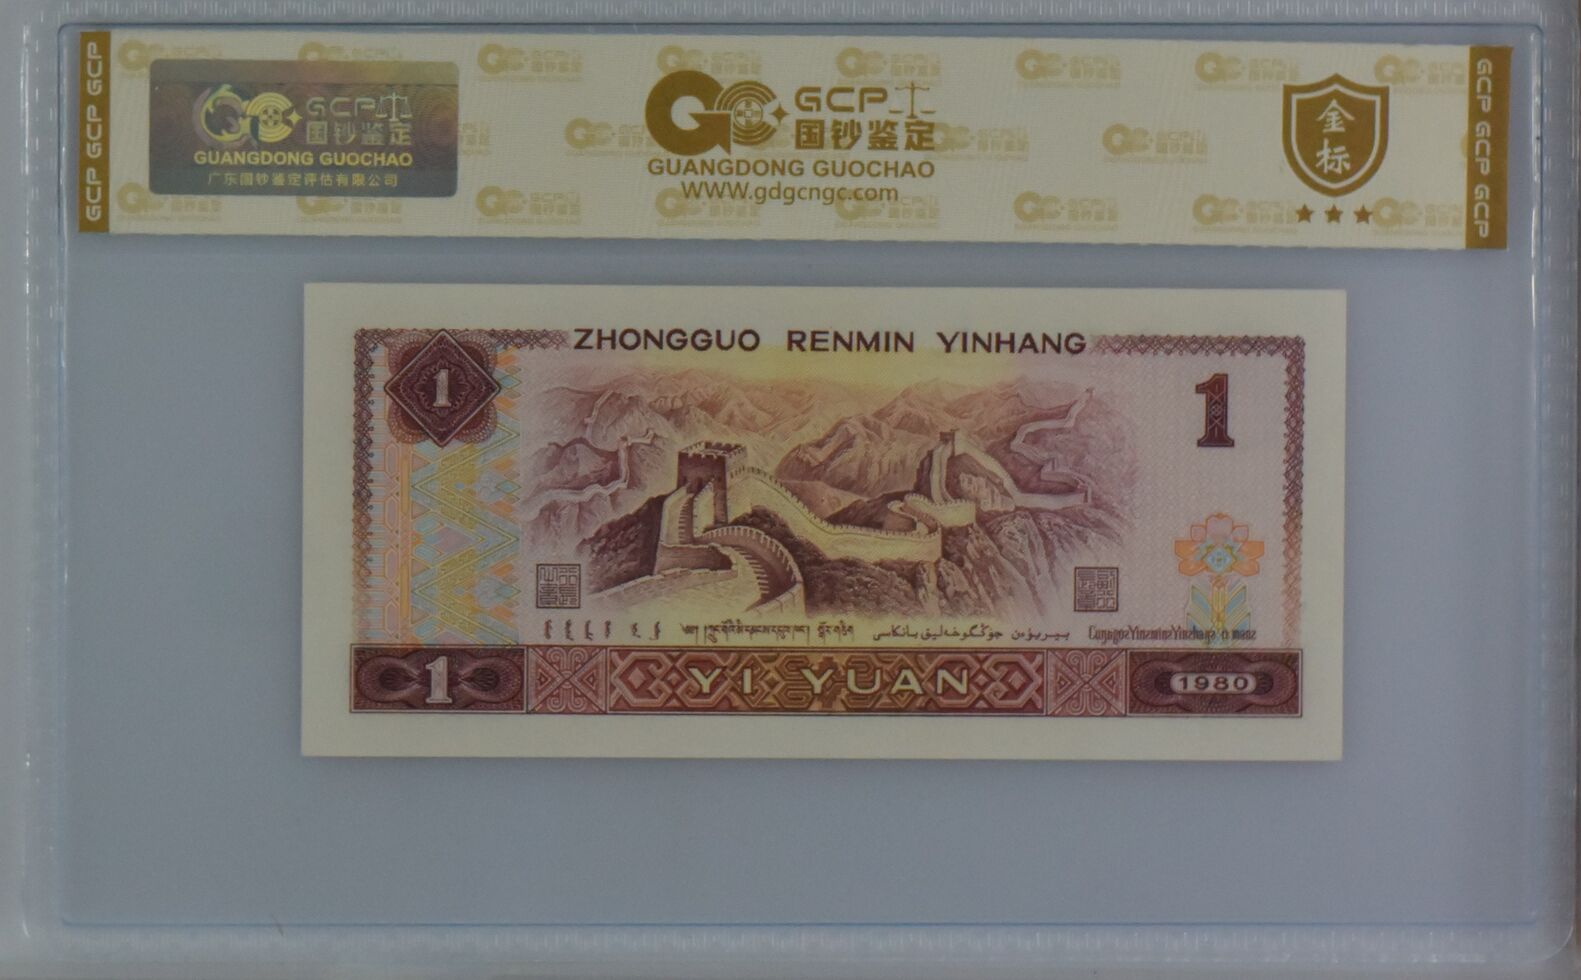 GCP GCP GCP
GCP
国钞鉴定
GUANGDONG GUOCHAO
广东国钞鉴定评估有限公司
GCP
国钞鉴定
GUANGDONG GUOCHAO
WWW.gdgcngc.com
金
标
GCP GCP GCP
ZHONGGUO RENMIN YINHANG
1
1
YI YUAN
1
1980